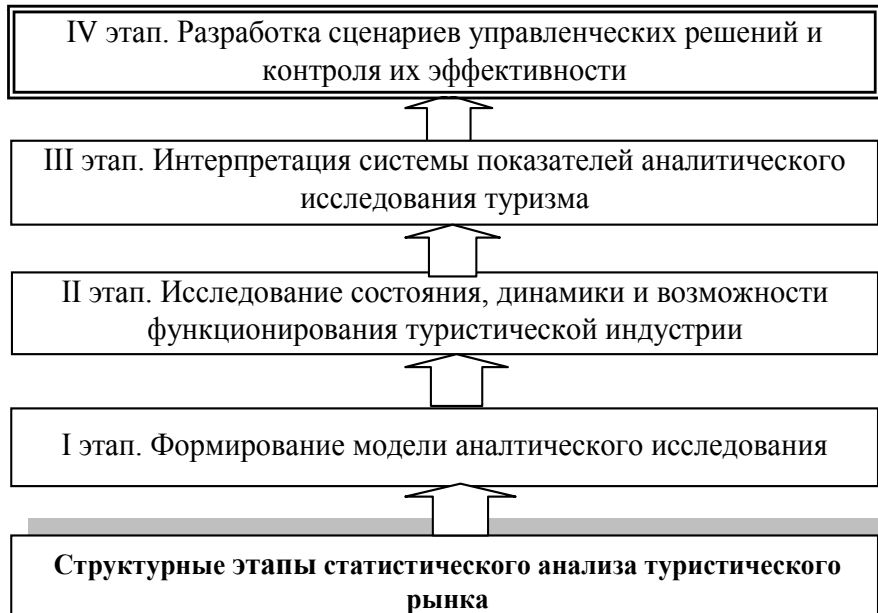 IV этап. Разработка сценариев управленческих решений и
контроля их эффективности
III этап. Интерпретация системы показателей аналитического
исследования туризма
II этап. Исследование состояния, динамики и возможности
функционирования туристической индустрии
I этап. Формирование модели аналтического исследования
Структурные этапы статистического анализа туристического
рынка